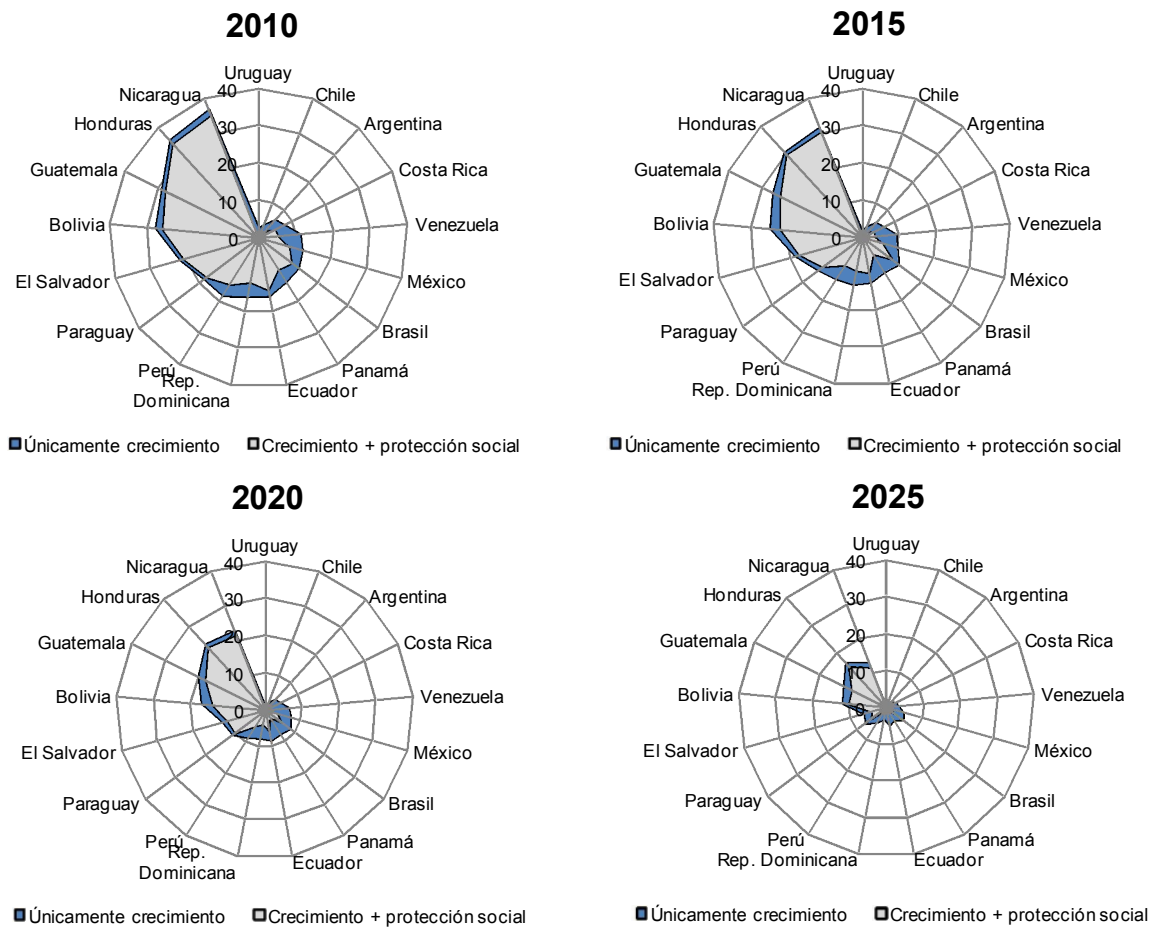 2010
Uruguay
Nicaragua
Chile
Honduras
Argentina
Guatemala
Costa Rica
Bolivia
Venezuela
El Salvador
México
Paraguay
Brasil
Perú
Panamá
Rep.
Dominicana
Ecuador
40
30
20
10
0
Únicamente crecimiento
Crecimiento + protección social
2015
Uruguay
Nicaragua
Chile
Honduras
Argentina
Guatemala
Costa Rica
Bolivia
Venezuela
El Salvador
México
Paraguay
Brasil
Perú
Panamá
Rep. Dominicana
Ecuador
40
30
20
10
0
Únicamente crecimiento
Crecimiento + protección social
2020
Uruguay
Nicaragua
Chile
Honduras
Argentina
Guatemala
Costa Rica
Bolivia
Venezuela
El Salvador
México
Paraguay
Brasil
Perú
Panamá
Rep.
Dominicana
Ecuador
40
30
20
10
0
Únicamente crecimiento
Crecimiento + protección social
2025
Uruguay
Nicaragua
Chile
Honduras
Argentina
Guatemala
Costa Rica
Bolivia
Venezuela
El Salvador
México
Paraguay
Brasil
Perú
Panamá
Rep. Dominicana
Ecuador
40
30
20
10
0
Únicamente crecimiento
Crecimiento + protección social